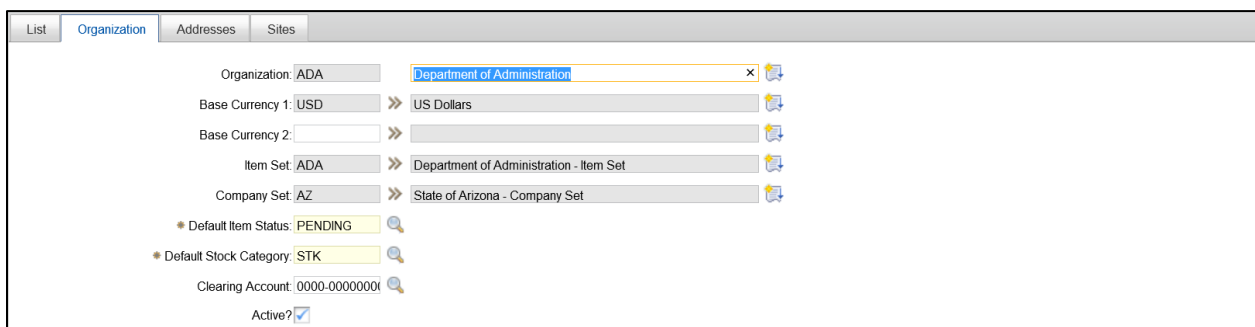 List Organization Addresses Sites
Organization: ADA Department of Administration
Base Currency 1: USD US Dollars
Base Currency 2:
Item Set: ADA Department of Administration - Item Set
Company Set: AZ State of Arizona - Company Set
* Default Item Status: PENDING
* Default Stock Category: STK
Clearing Account: 0000-00000000
Active?